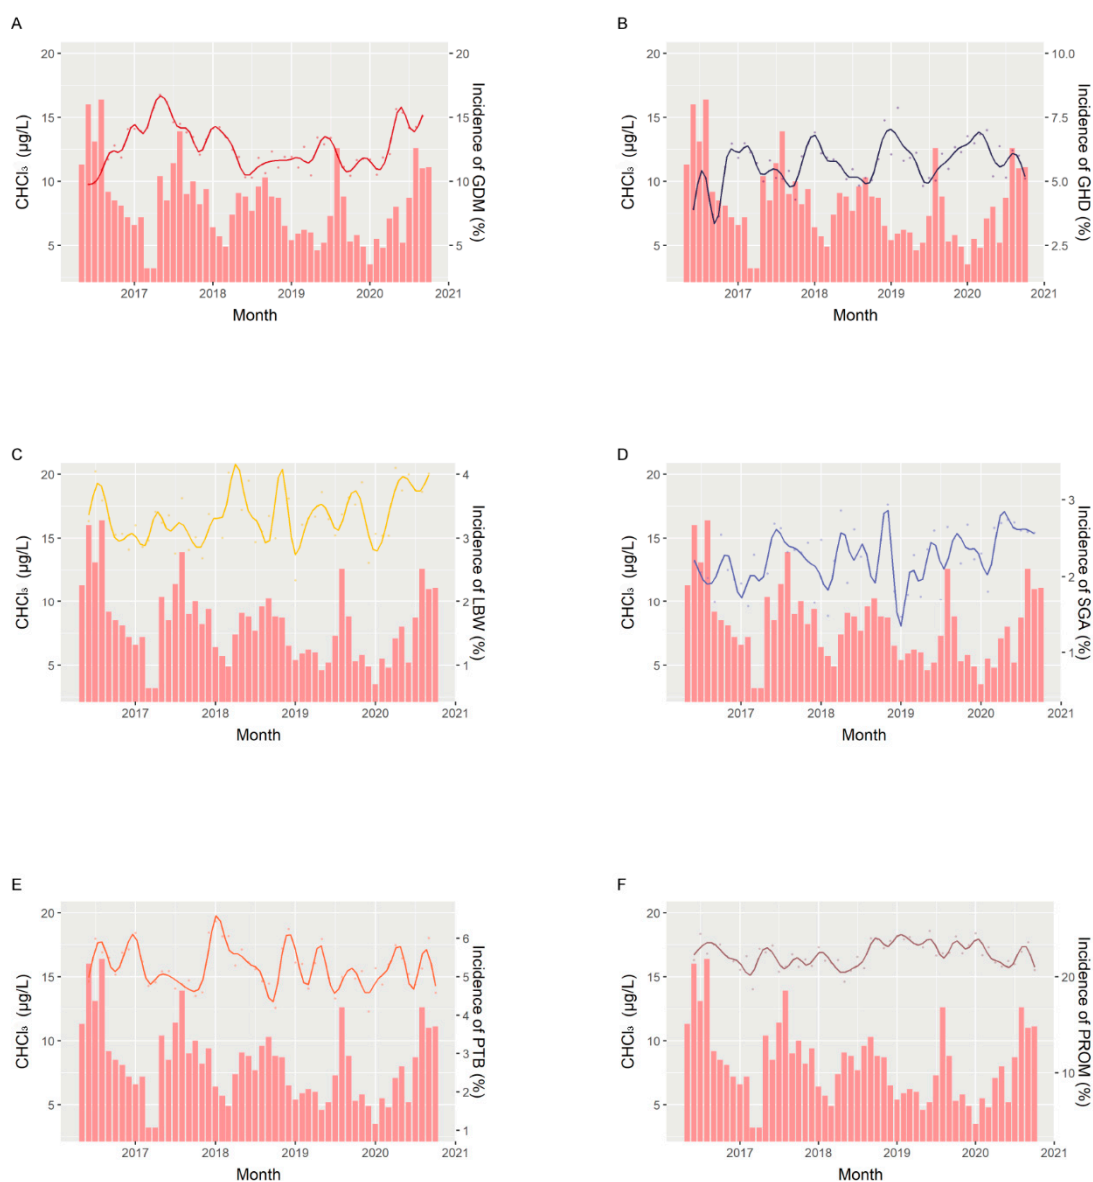 A
20
15
10
5
CHCl₃ (µg/L)
20
15
10
5
Incidence of GDM (%)
2017 2018 2019 2020 2021
Month
B
20
15
10
5
CHCl₃ (µg/L)
10.0
7.5
5.0
2.5
Incidence of GHD (%)
2017 2018 2019 2020 2021
Month
C
20
15
10
5
CHCl₃ (µg/L)
4
3
2
1
Incidence of LBW (%)
2017 2018 2019 2020 2021
Month
D
20
15
10
5
CHCl₃ (µg/L)
3
2
1
Incidence of SGA (%)
2017 2018 2019 2020 2021
Month
E
20
15
10
5
CHCl₃ (µg/L)
6
5
4
3
2
1
Incidence of PTB (%)
2017 2018 2019 2020 2021
Month
F
20
15
10
5
CHCl₃ (µg/L)
20
10
Incidence of PROM (%)
2017 2018 2019 2020 2021
Month